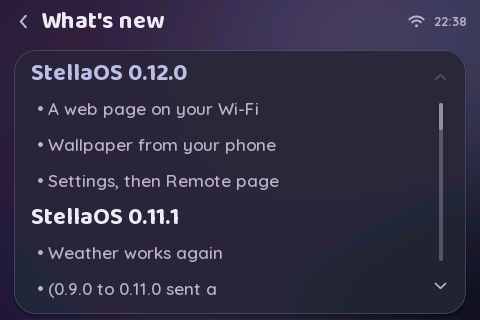 What's new
22:38
StellaOS 0.12.0
• A web page on your Wi-Fi
• Wallpaper from your phone
• Settings, then Remote page
StellaOS 0.11.1
• Weather works again
• (0.9.0 to 0.11.0 sent a